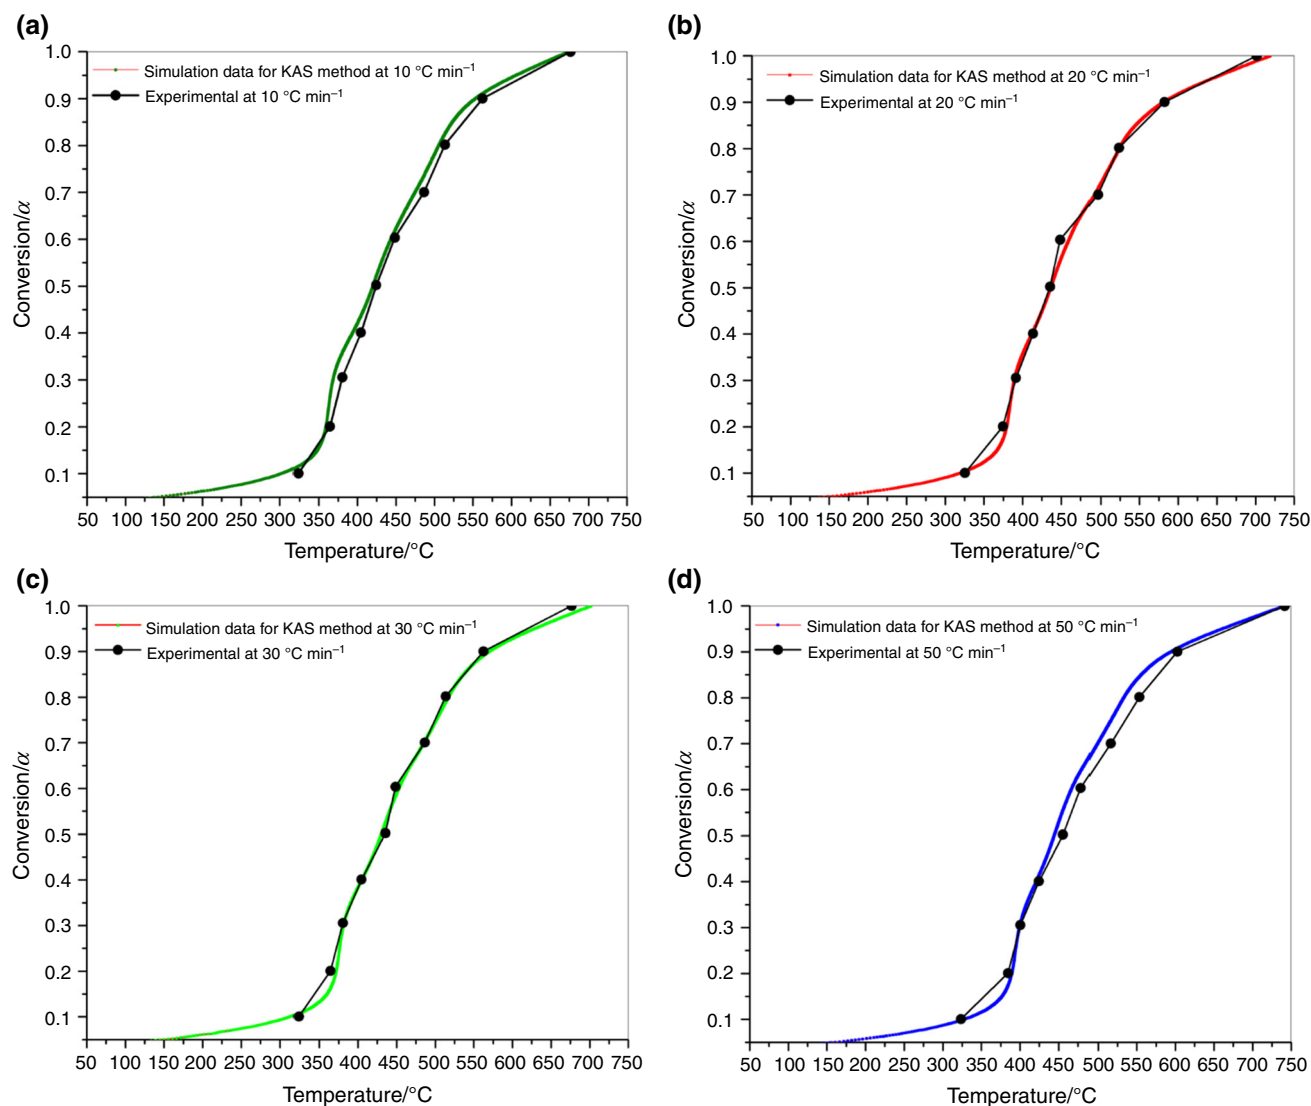 (a)
1.0
0.9
0.8
0.7
0.6
0.5
0.4
0.3
0.2
0.1
Conversion/α
Simulation data for KAS method at 10 °C min⁻¹
Experimental at 10 °C min⁻¹
50 100 150 200 250 300 350 400 450 500 550 600 650 700 750
Temperature/°C
(b)
1.0
0.9
0.8
0.7
0.6
0.5
0.4
0.3
0.2
0.1
Conversion/α
Simulation data for KAS method at 20 °C min⁻¹
Experimental at 20 °C min⁻¹
50 100 150 200 250 300 350 400 450 500 550 600 650 700 750
Temperature/°C
(c)
1.0
0.9
0.8
0.7
0.6
0.5
0.4
0.3
0.2
0.1
Conversion/α
Simulation data for KAS method at 30 °C min⁻¹
Experimental at 30 °C min⁻¹
50 100 150 200 250 300 350 400 450 500 550 600 650 700 750
Temperature/°C
(d)
1.0
0.9
0.8
0.7
0.6
0.5
0.4
0.3
0.2
0.1
Conversion/α
Simulation data for KAS method at 50 °C min⁻¹
Experimental at 50 °C min⁻¹
50 100 150 200 250 300 350 400 450 500 550 600 650 700 750
Temperature/°C